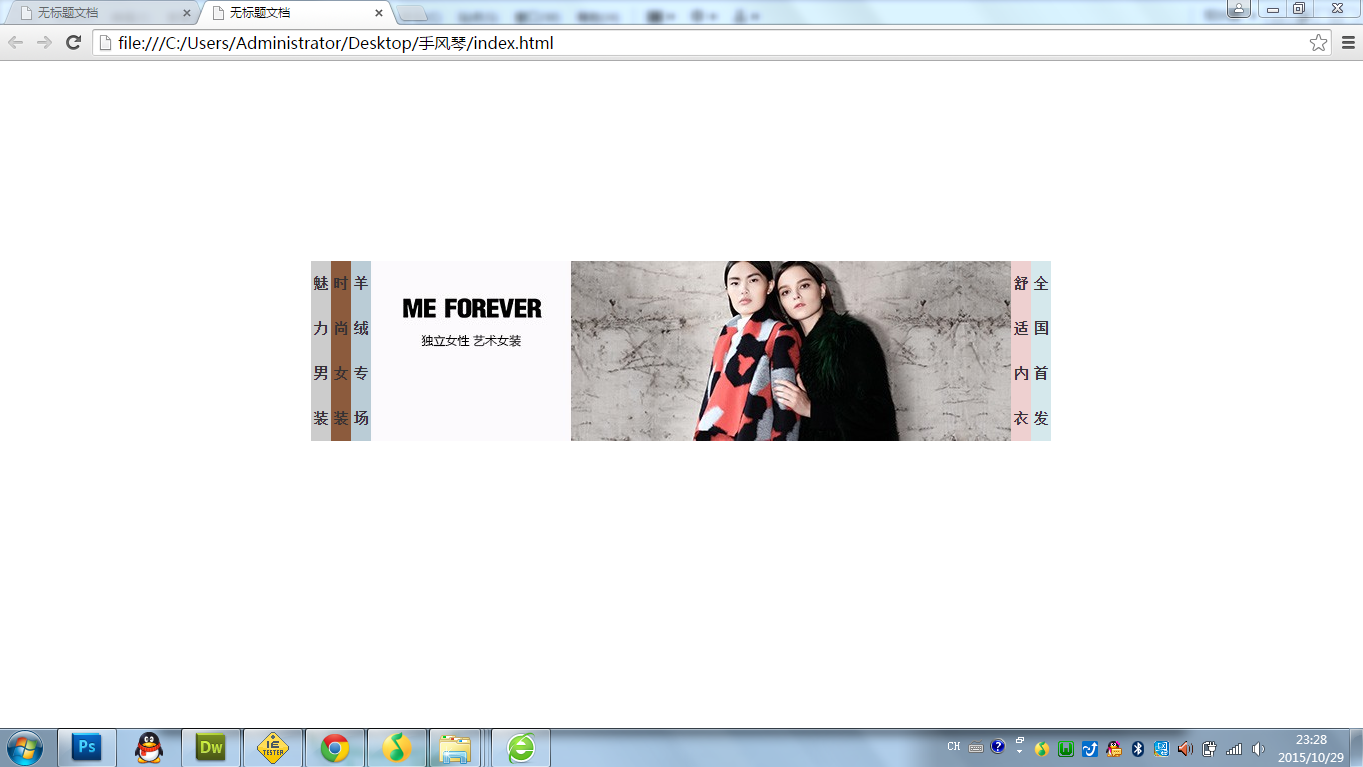 无标题文档
无标题文档
file:///C:/Users/Administrator/Desktop/手风琴/index.html
魅力男装
时尚女装
羊绒专场
ME FOREVER
独立女性 艺术女装
舒适内衣
全国首发
Ps
Dw
IE
TESTER
CH
23:28
2015/10/29